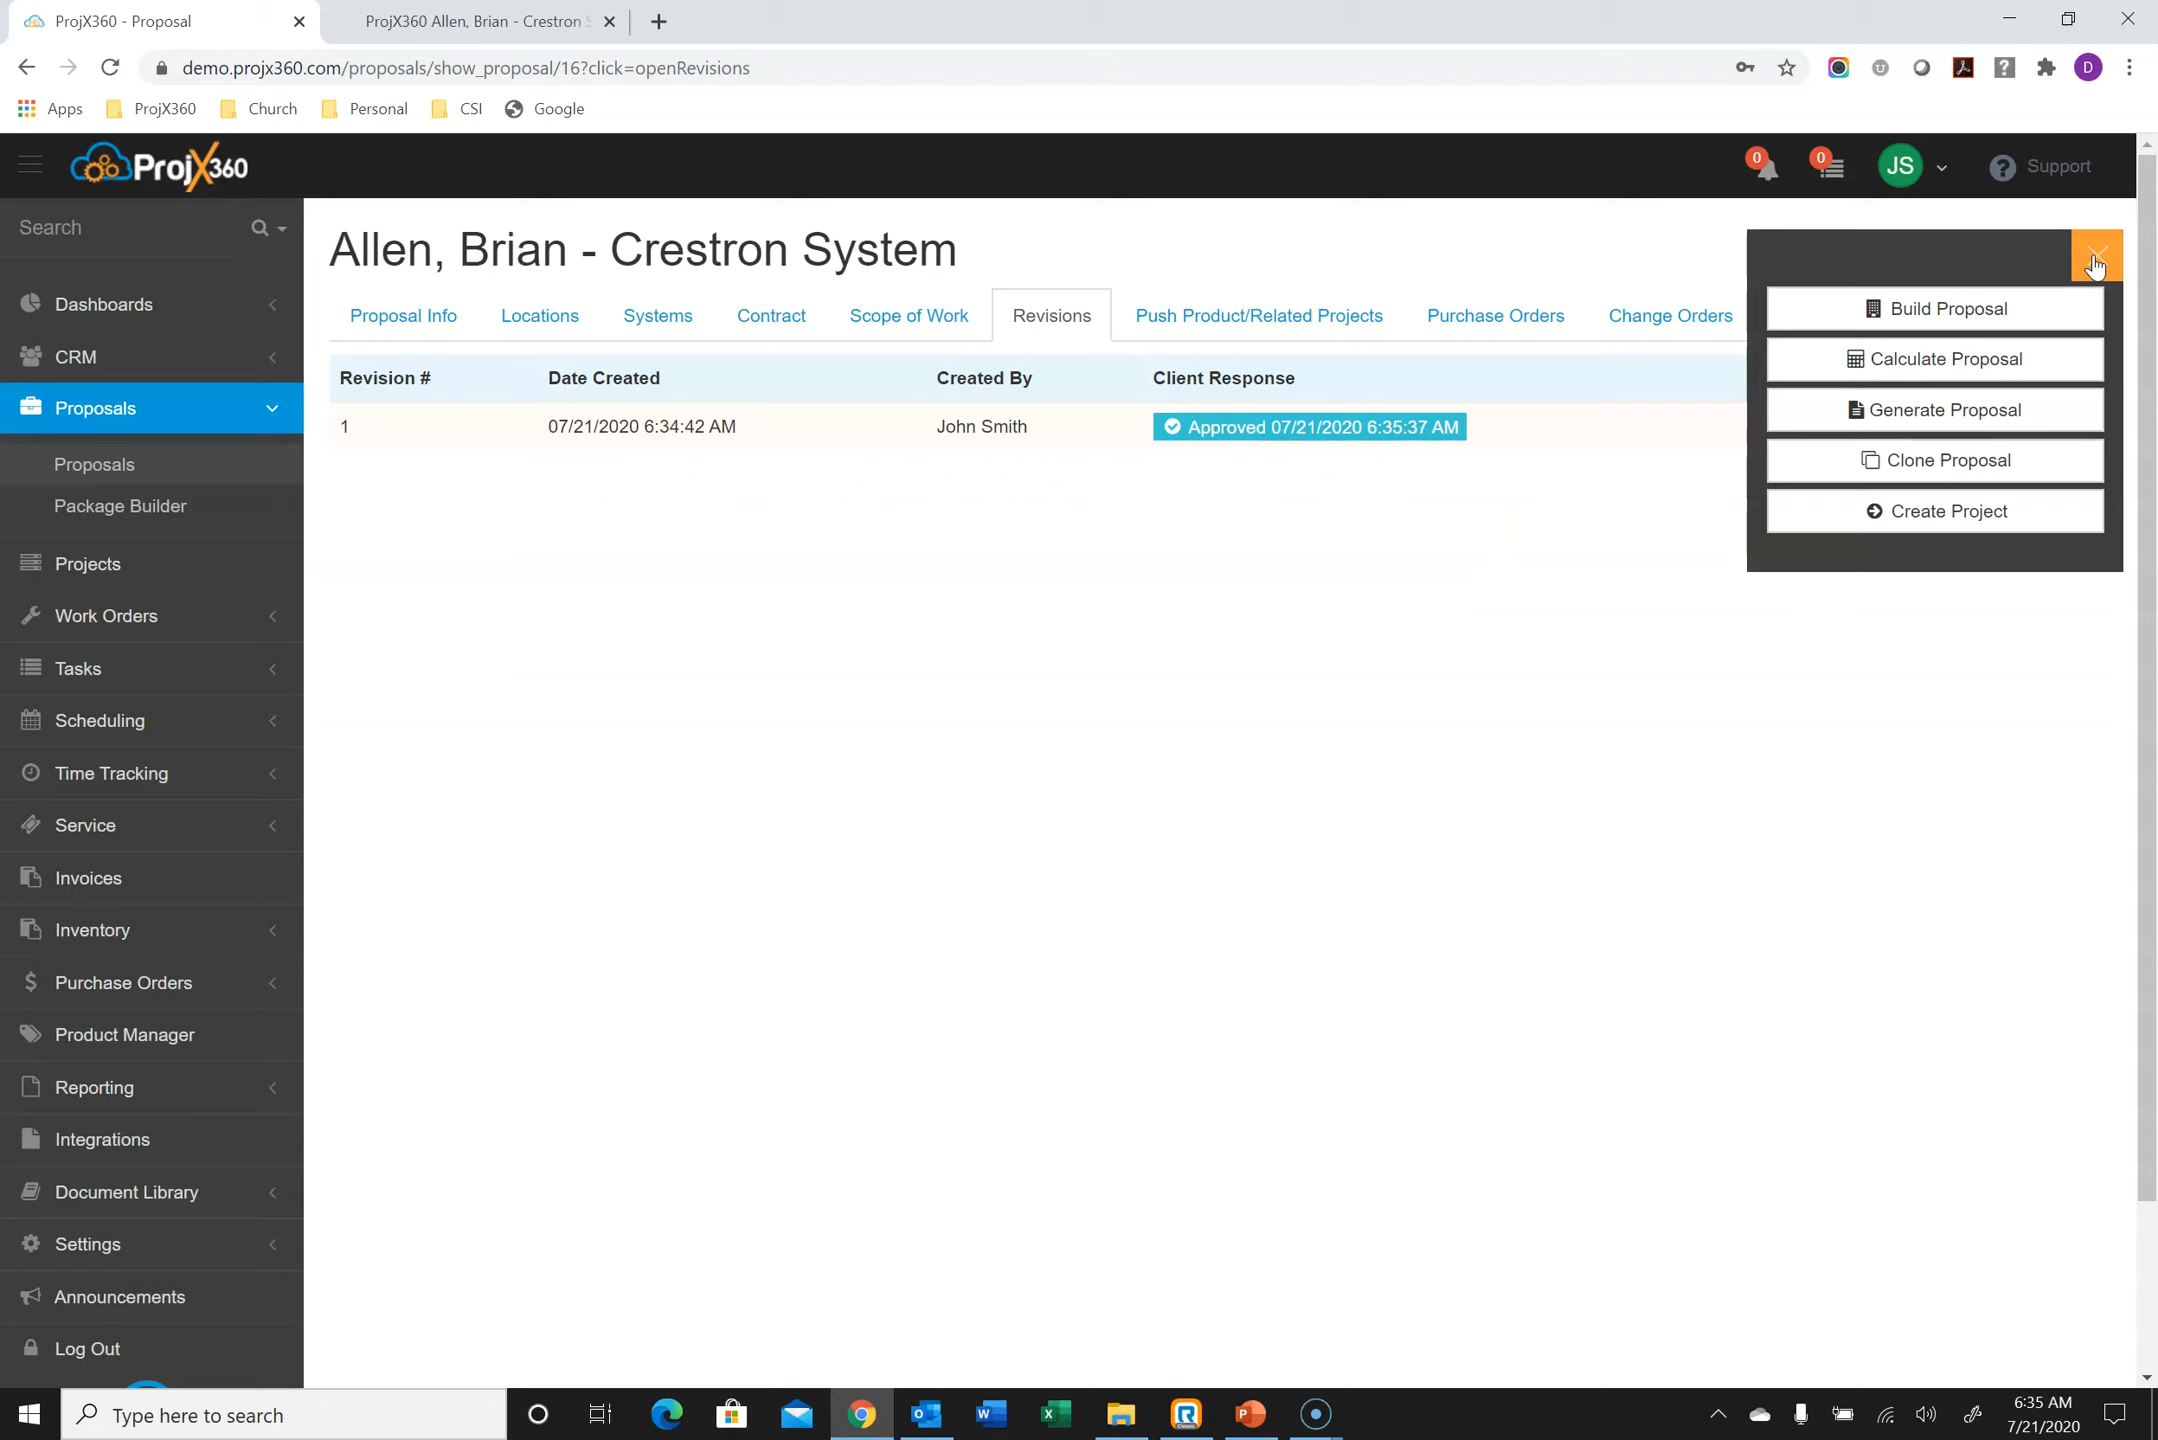 ProjX360 - Proposal
ProjX360 Allen, Brian - Crestron S
demo.projx360.com/proposals/show_proposal/16?click=openRevisions
D
Apps
ProjX360
Church
Personal
CSI
Google
ProjX360
0
0
JS
Support
Search
Allen, Brian - Crestron System
Dashboards
CRM
Proposals
Proposals
Package Builder
Projects
Work Orders
Tasks
Scheduling
Time Tracking
Service
Invoices
Inventory
Purchase Orders
Product Manager
Reporting
Integrations
Document Library
Settings
Announcements
Log Out
Proposal Info
Locations
Systems
Contract
Scope of Work
Revisions
Push Product/Related Projects
Purchase Orders
Change Orders
Revision # Date Created Created By Client Response
1 07/21/2020 6:34:42 AM John Smith Approved 07/21/2020 6:35:37 AM
Build Proposal
Calculate Proposal
Generate Proposal
Clone Proposal
Create Project
Type here to search
6:35 AM
7/21/2020